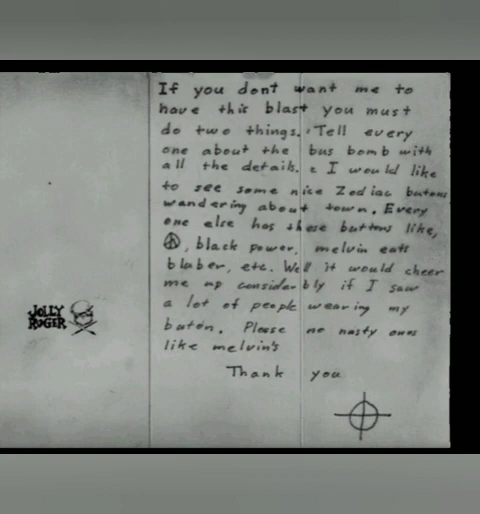 If you dont want me to
have this blast you must
do two things. Tell every
one about the bus bomb with
all the details. I would like
to see some nice Zodiac butons
wandering about town. Every
one else has these buttons like,
☮, black power, melvin eats
bluber, etc. Well it would cheer
me up considerbly if I saw
a lot of people wearing my
buton. Please no nasty ones
like melvin's
Thank you
JOLLY
ROGER